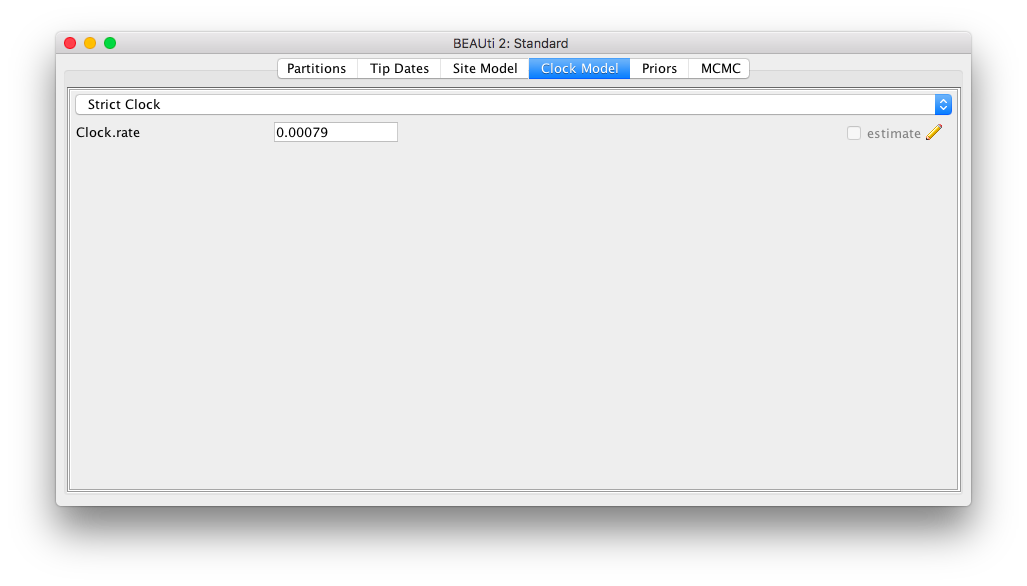 BEAUti 2: Standard
Partitions Tip Dates Site Model Clock Model Priors MCMC
Strict Clock
Clock.rate 0.00079 estimate